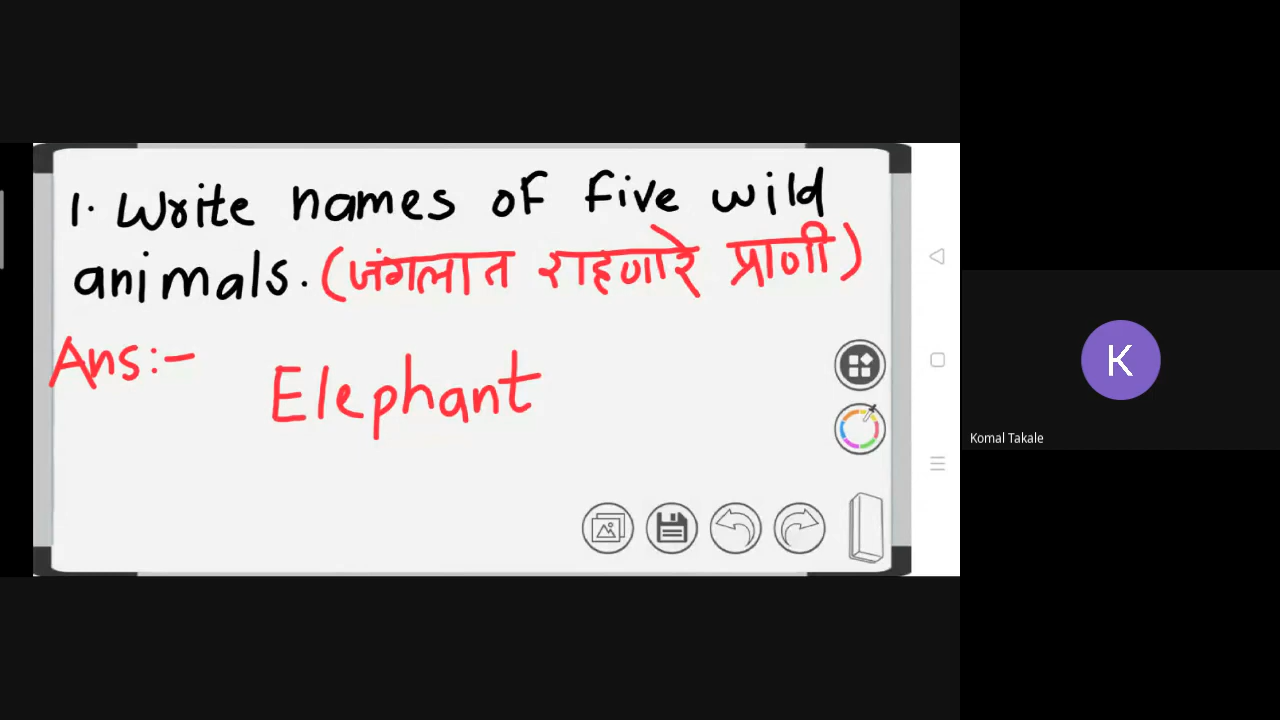 1. Write names of five wild
animals. (जंगलात राहणारे प्राणी)
Ans:-
Elephant
K
Komal Takale